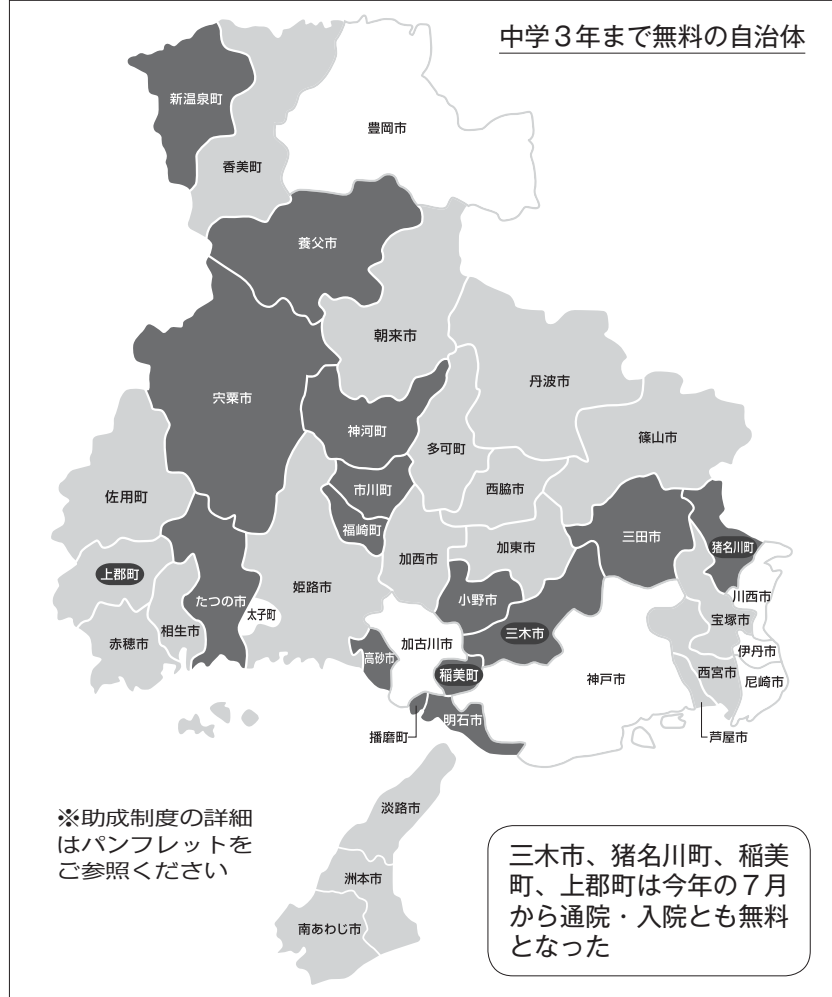 中学３年まで無料の自治体
新温泉町
豊岡市
香美町
養父市
朝来市
丹波市
宍粟市
神河町
篠山市
多可町
市川町
西脇市
佐用町
福崎町
三田市
猪名川町
加西市
加東市
上郡町
姫路市
川西市
たつの市
小野市
太子町
宝塚市
相生市
三木市
赤穂市
加古川市
伊丹市
高砂市
稲美町
神戸市
西宮市
尼崎市
明石市
播磨町
芦屋市
淡路市
※助成制度の詳細
はパンフレットを
ご参照ください
洲本市
南あわじ市
三木市、猪名川町、稲美
町、上郡町は今年の７月
から通院・入院とも無料
となった